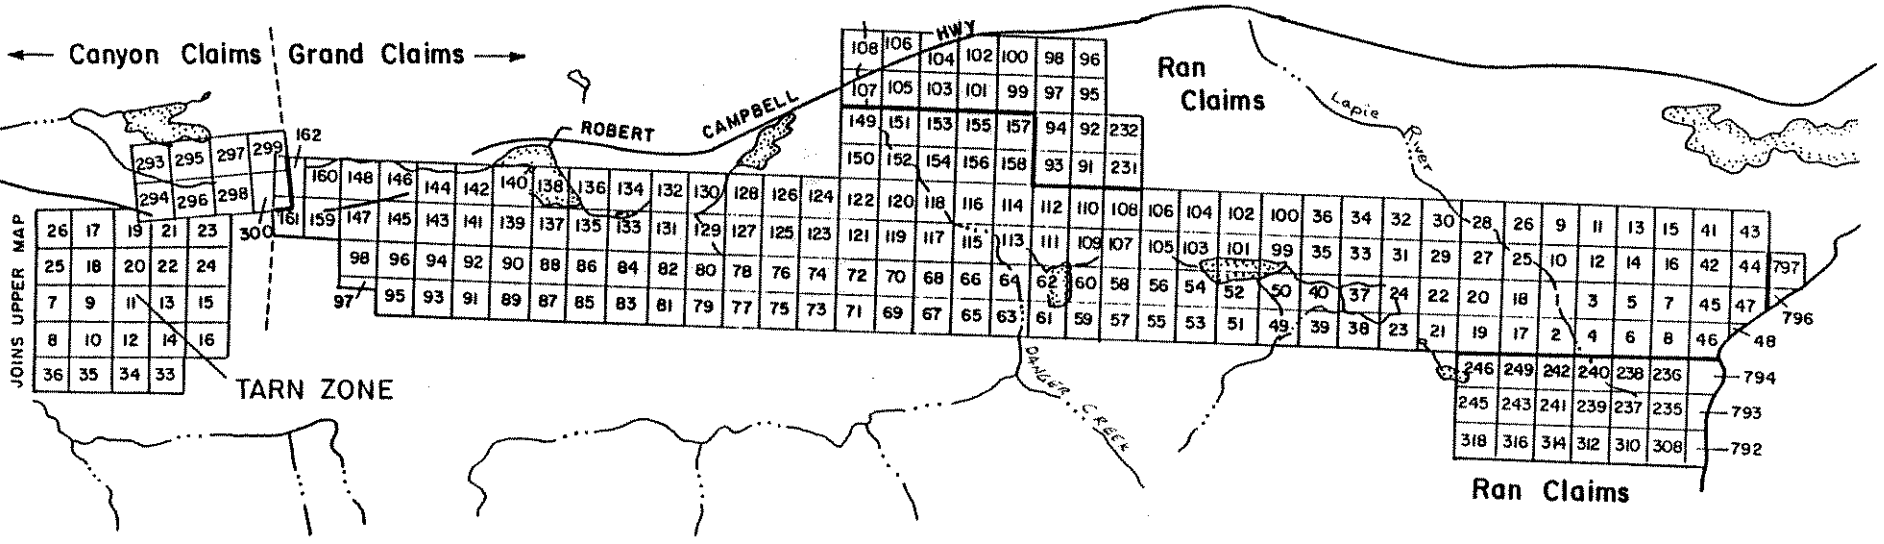 ← Canyon Claims Grand Claims →
ROBERT CAMPBELL HWY
Ran Claims
Lapie River
108 106 104 102 100 98 96
107 105 103 101 99 97 95
149 151 153 155 157 94 92 232
150 152 154 156 158 93 91 231
293 295 297 299 162
294 296 298 300
160 148 146 144 142 140 138 136 134 132 130 128 126 124 122 120 118 116 114 112 110 108 106 104 102 100 36 34 32 30 28 26 9 11 13 15 41 43
161 159 147 145 143 141 139 137 135 133 131 129 127 125 123 121 119 117 115 113 111 109 107 105 103 101 99 35 33 31 29 27 25 10 12 14 16 42 44 797
98 96 94 92 90 88 86 84 82 80 78 76 74 72 70 68 66 64 62 60 58 56 54 52 50 40 37 24 22 20 18 1 3 5 7 45 47 796
97 95 93 91 89 87 85 83 81 79 77 75 73 71 69 67 65 63 61 59 57 55 53 51 49 39 38 23 21 19 17 2 4 6 8 46 48
JOINS UPPER MAP
26 17 19 21 23
25 18 20 22 24
7 9 11 13 15
8 10 12 14 16
36 35 34 33
TARN ZONE
DANGER CREEK
246 249 242 240 238 236 794
245 243 241 239 237 235 793
318 316 314 312 310 308 792
Ran Claims